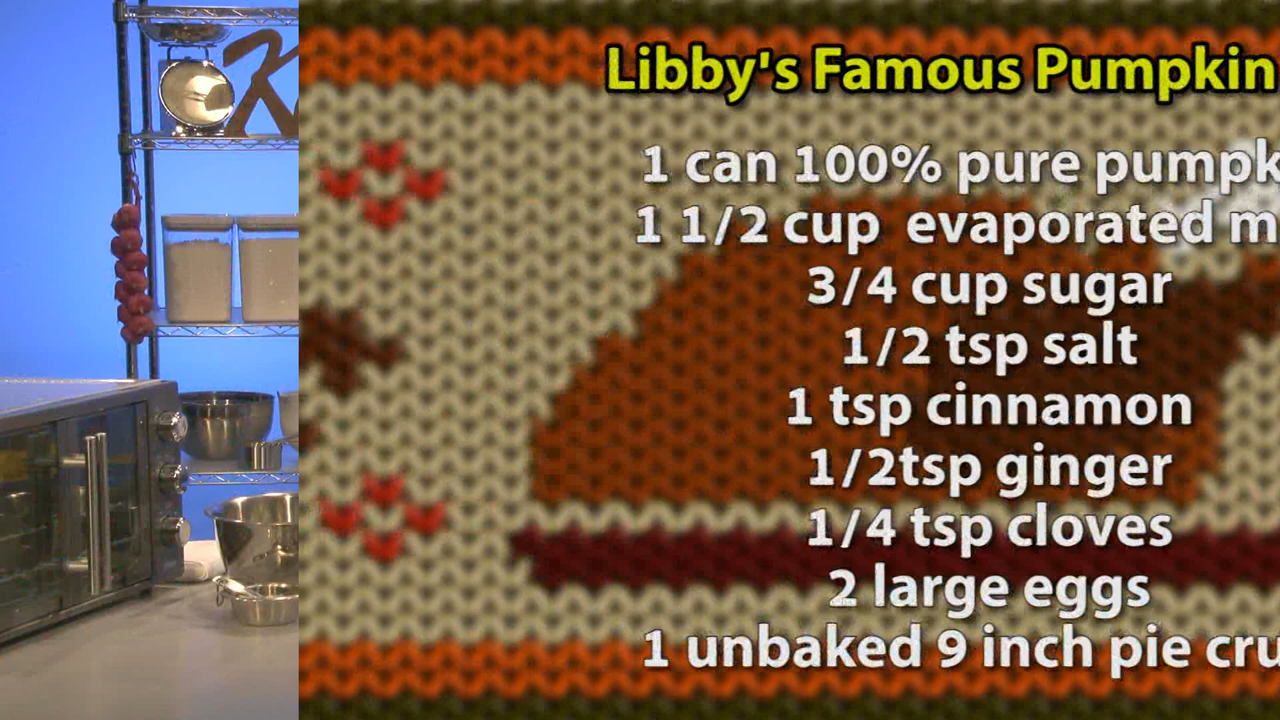 K
Libby's Famous Pumpkin
1 can 100% pure pumpk
1 1/2 cup evaporated m
3/4 cup sugar
1/2 tsp salt
1 tsp cinnamon
1/2tsp ginger
1/4 tsp cloves
2 large eggs
1 unbaked 9 inch pie cru